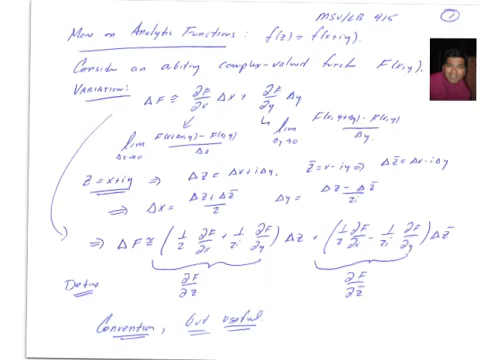 MSU/LB 415 ①
More on Analytic Functions: f(z) = f(x+iy).
Consider an abitrary complex-valued function F(x,y).
VARIATION: ΔF ≅ ∂F/∂x Δx + ∂F/∂y Δy
lim Δx→0 F(x+Δx,y)-F(x,y) / Δx lim Δy→0 F(x,y+Δy)-F(x,y) / Δy
z = x+iy ⇒ Δz = Δx+iΔy, z̄ = x-iy ⇒ Δz̄ = Δx-iΔy
⇒ Δx = Δz+Δz̄ / 2 Δy = Δz-Δz̄ / 2i
⇒ ΔF ≅ (1/2 ∂F/∂x + 1/2i ∂F/∂y) Δz + (1/2 ∂F/∂x - 1/2i ∂F/∂y) Δz̄
Define ∂F/∂z ∂F/∂z̄
Convention, but useful.